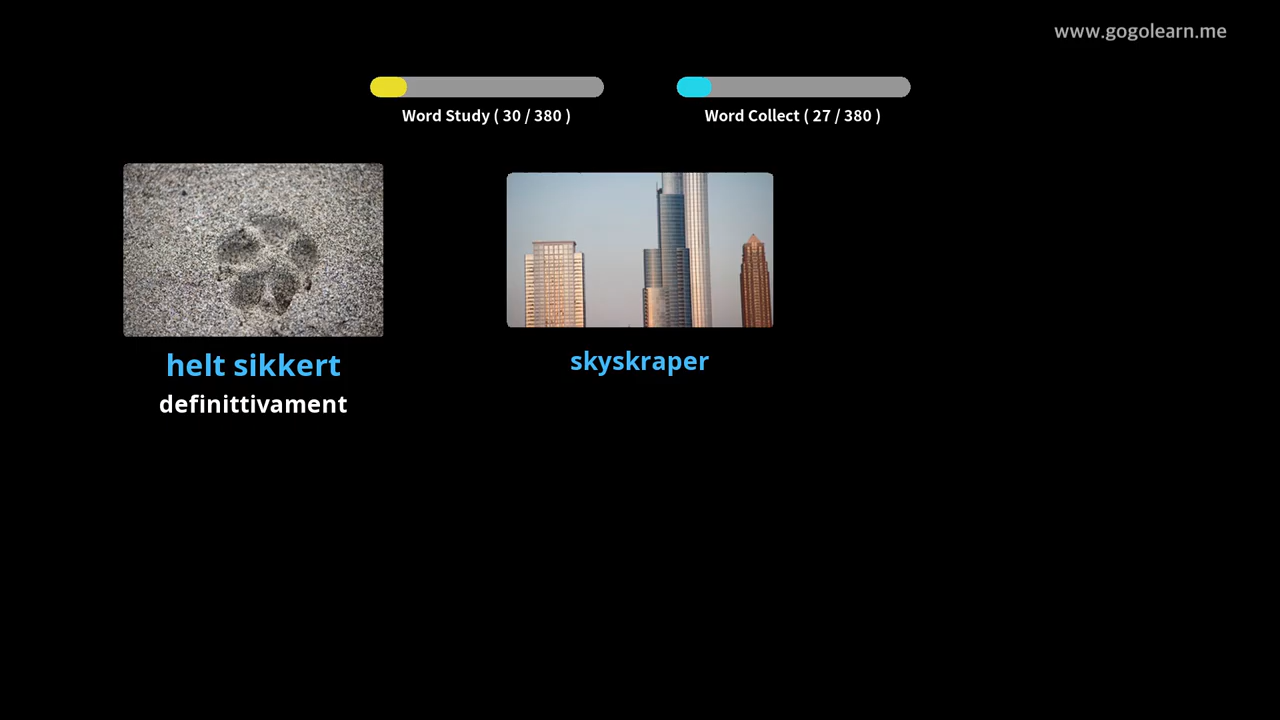 www.gogolearn.me
Word Study ( 30 / 380 )
Word Collect ( 27 / 380 )
helt sikkert
definittivament
skyskraper